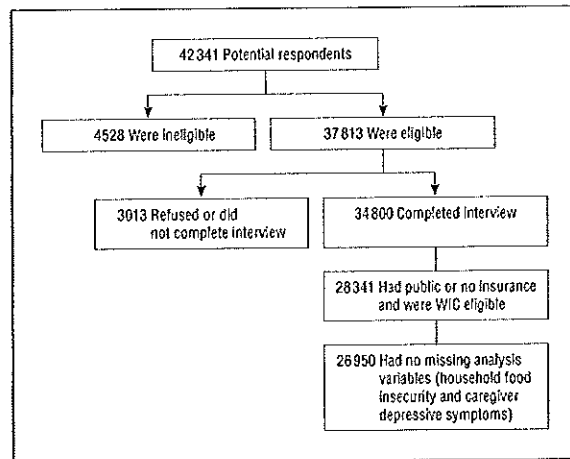 42341 Potential respondents
4528 Were ineligible
37813 Were eligible
3013 Refused or did
not complete interview
34800 Completed interview
28341 Had public or no insurance
and were WIC eligible
26950 Had no missing analysis
variables (household food
insecurity and caregiver
depressive symptoms)